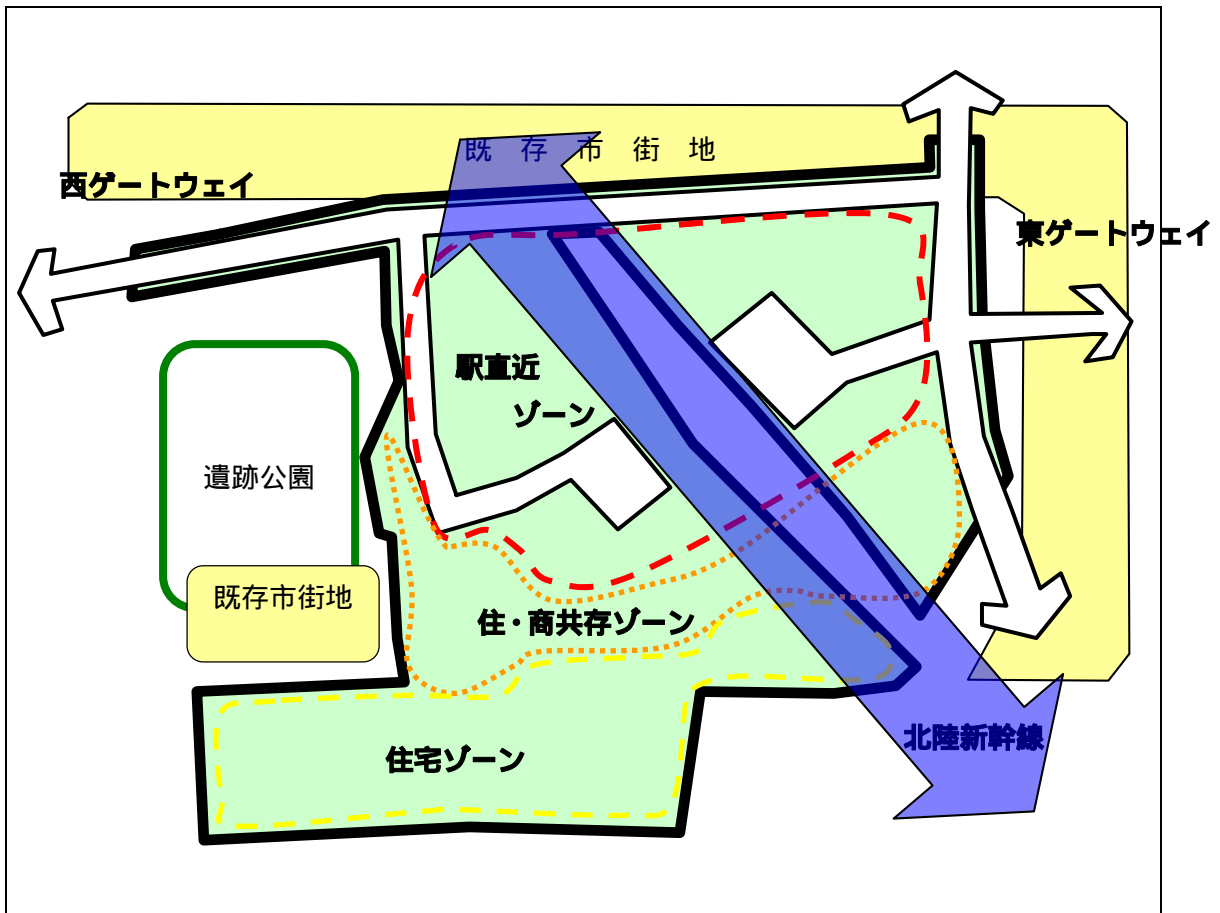 既存市街地
西ゲートウェイ
東ゲートウェイ
駅直近
ゾーン
遺跡公園
既存市街地
住・商共存ゾーン
北陸新幹線
住宅ゾーン